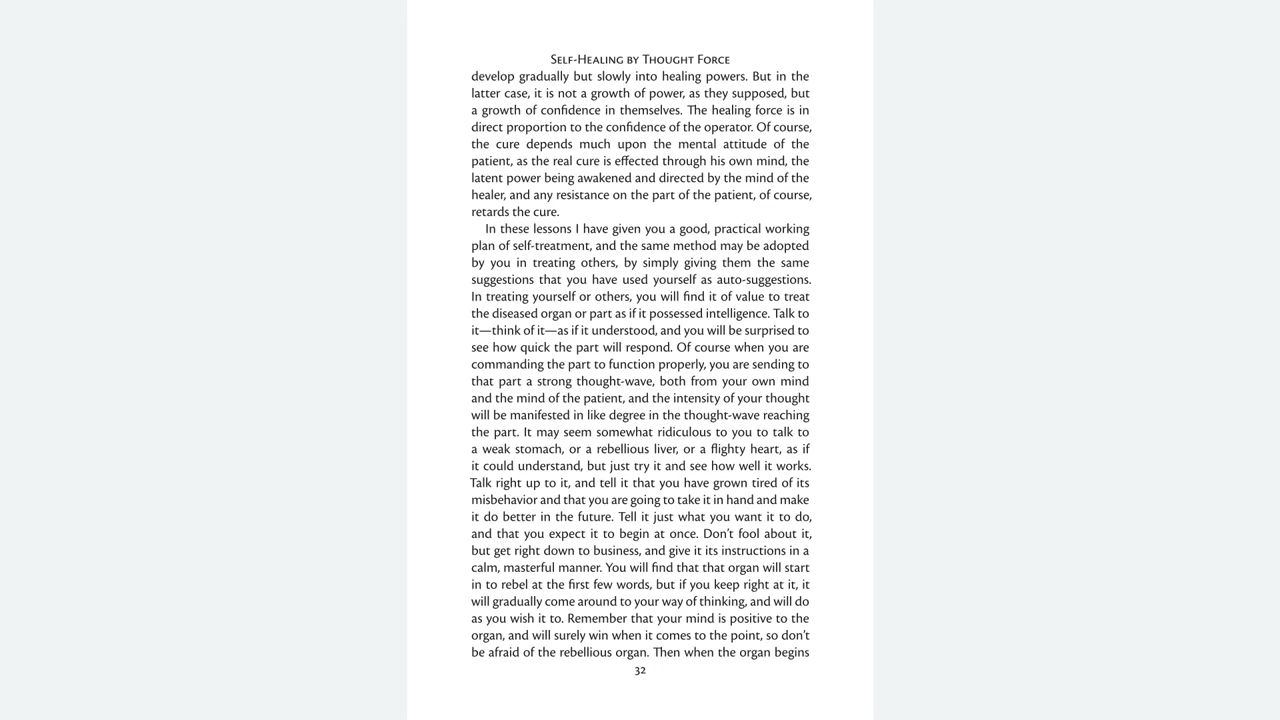 Self-Healing by Thought Force
develop gradually but slowly into healing powers. But in the
latter case, it is not a growth of power, as they supposed, but
a growth of confidence in themselves. The healing force is in
direct proportion to the confidence of the operator. Of course,
the cure depends much upon the mental attitude of the
patient, as the real cure is effected through his own mind, the
latent power being awakened and directed by the mind of the
healer, and any resistance on the part of the patient, of course,
retards the cure.
In these lessons I have given you a good, practical working
plan of self-treatment, and the same method may be adopted
by you in treating others, by simply giving them the same
suggestions that you have used yourself as auto-suggestions.
In treating yourself or others, you will find it of value to treat
the diseased organ or part as if it possessed intelligence. Talk to
it—think of it—as if it understood, and you will be surprised to
see how quick the part will respond. Of course when you are
commanding the part to function properly, you are sending to
that part a strong thought-wave, both from your own mind
and the mind of the patient, and the intensity of your thought
will be manifested in like degree in the thought-wave reaching
the part. It may seem somewhat ridiculous to you to talk to
a weak stomach, or a rebellious liver, or a flighty heart, as if
it could understand, but just try it and see how well it works.
Talk right up to it, and tell it that you have grown tired of its
misbehavior and that you are going to take it in hand and make
it do better in the future. Tell it just what you want it to do,
and that you expect it to begin at once. Don't fool about it,
but get right down to business, and give it its instructions in a
calm, masterful manner. You will find that that organ will start
in to rebel at the first few words, but if you keep right at it, it
will gradually come around to your way of thinking, and will do
as you wish it to. Remember that your mind is positive to the
organ, and will surely win when it comes to the point, so don't
be afraid of the rebellious organ. Then when the organ begins
32